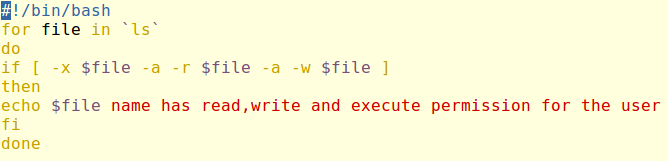 #!/bin/bash
for file in `ls`
do
if [ -x $file -a -r $file -a -w $file ]
then
echo $file name has read,write and execute permission for the user
fi
done